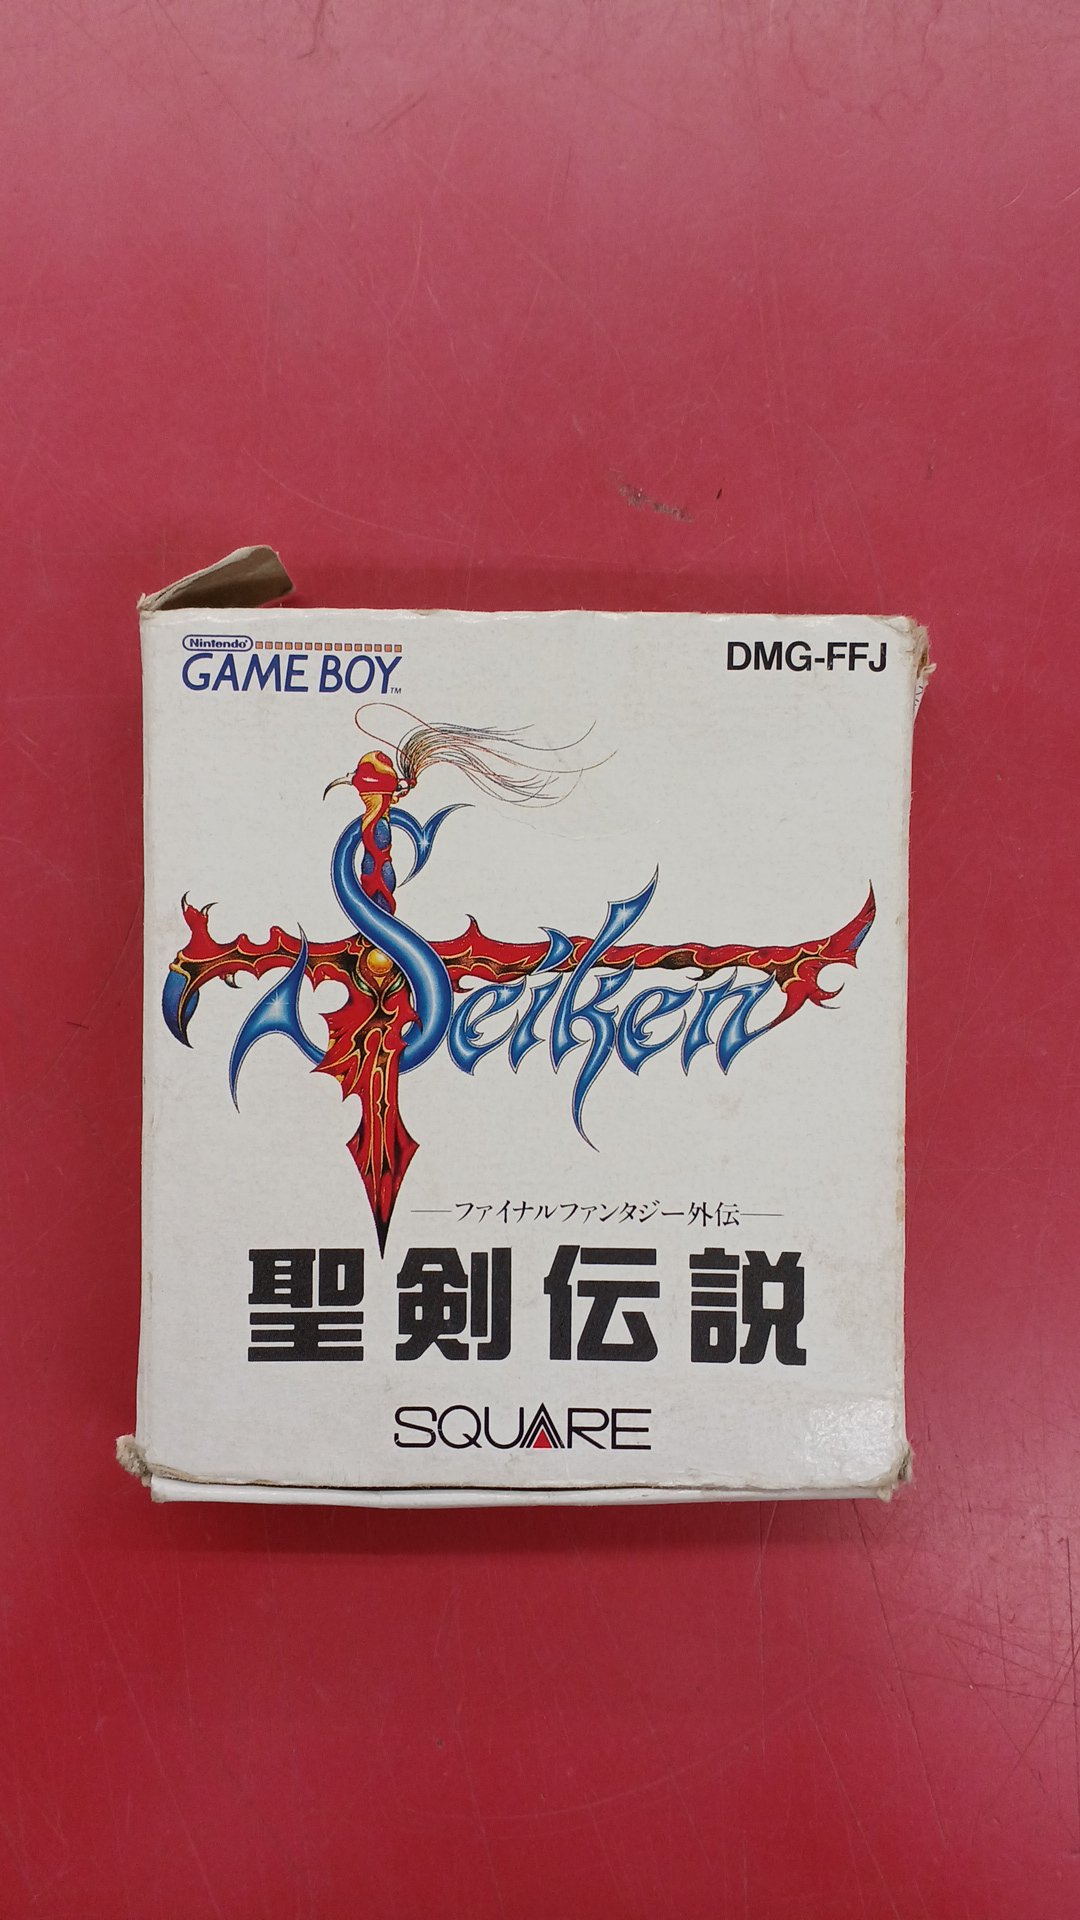 Nintendo
GAME BOY™
DMG-FFJ
Seiken
―ファイナルファンタジー外伝―
聖剣伝説
SQUARE